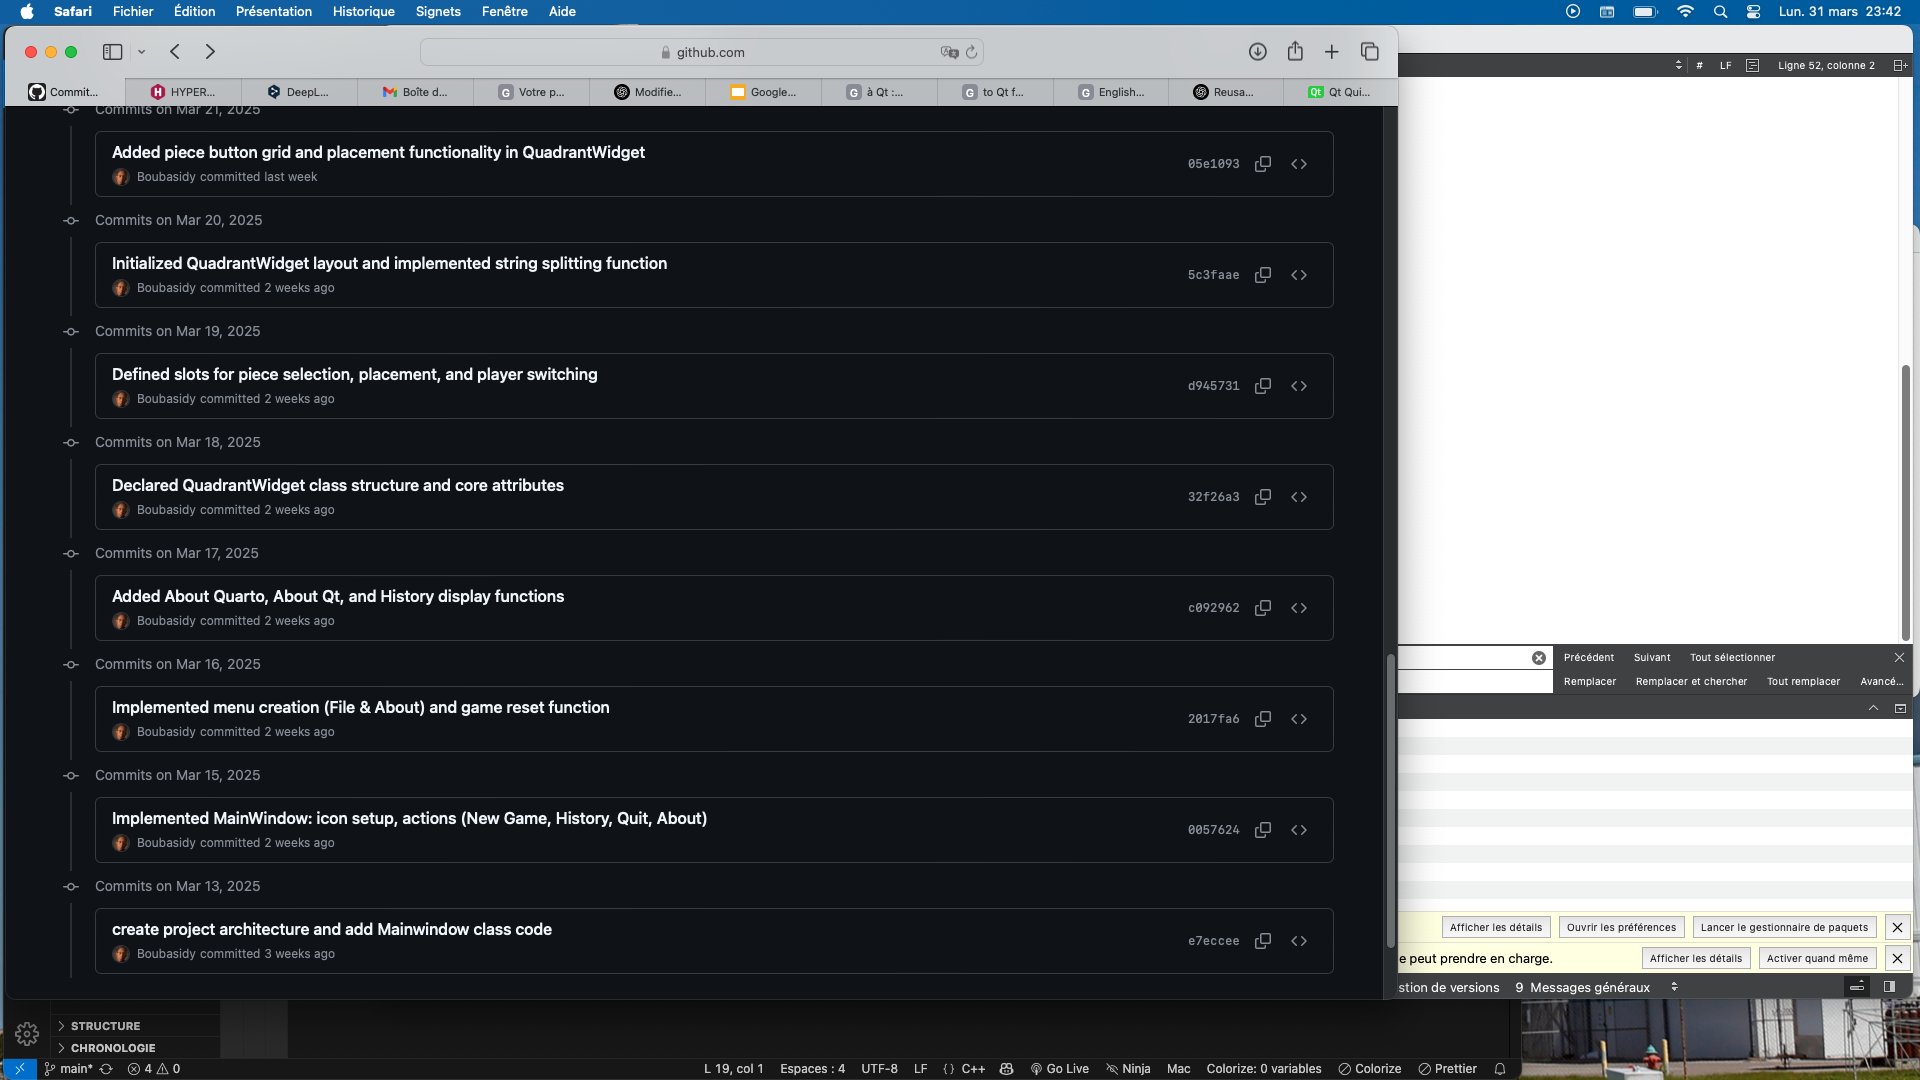 Safari Fichier Édition Présentation Historique Signets Fenêtre Aide
Lun. 31 mars 23:42
github.com
Commit...
HYPER...
DeepL...
Boîte d...
Votre p...
Modifie...
Google...
à Qt :...
to Qt f...
English...
Reusa...
Qt Qui...
# LF Ligne 52, colonne 2
Commits on Mar 21, 2025
Added piece button grid and placement functionality in QuadrantWidget
05e1093
Boubasidy committed last week
Commits on Mar 20, 2025
Initialized QuadrantWidget layout and implemented string splitting function
5c3faae
Boubasidy committed 2 weeks ago
Commits on Mar 19, 2025
Defined slots for piece selection, placement, and player switching
d945731
Boubasidy committed 2 weeks ago
Commits on Mar 18, 2025
Declared QuadrantWidget class structure and core attributes
32f26a3
Boubasidy committed 2 weeks ago
Commits on Mar 17, 2025
Added About Quarto, About Qt, and History display functions
c092962
Boubasidy committed 2 weeks ago
Commits on Mar 16, 2025
Implemented menu creation (File & About) and game reset function
2017fa6
Boubasidy committed 2 weeks ago
Commits on Mar 15, 2025
Implemented MainWindow: icon setup, actions (New Game, History, Quit, About)
0057624
Boubasidy committed 2 weeks ago
Commits on Mar 13, 2025
create project architecture and add Mainwindow class code
e7eccee
Boubasidy committed 3 weeks ago
Précédent Suivant Tout sélectionner
Remplacer Remplacer et chercher Tout remplacer Avancé...
Afficher les détails Ouvrir les préférences Lancer le gestionnaire de paquets
e peut prendre en charge. Afficher les détails Activer quand même
stion de versions 9 Messages généraux
STRUCTURE
CHRONOLOGIE
main* 4 0 L 19, col 1 Espaces : 4 UTF-8 LF {} C++ Go Live Ninja Mac Colorize: 0 variables Colorize Prettier